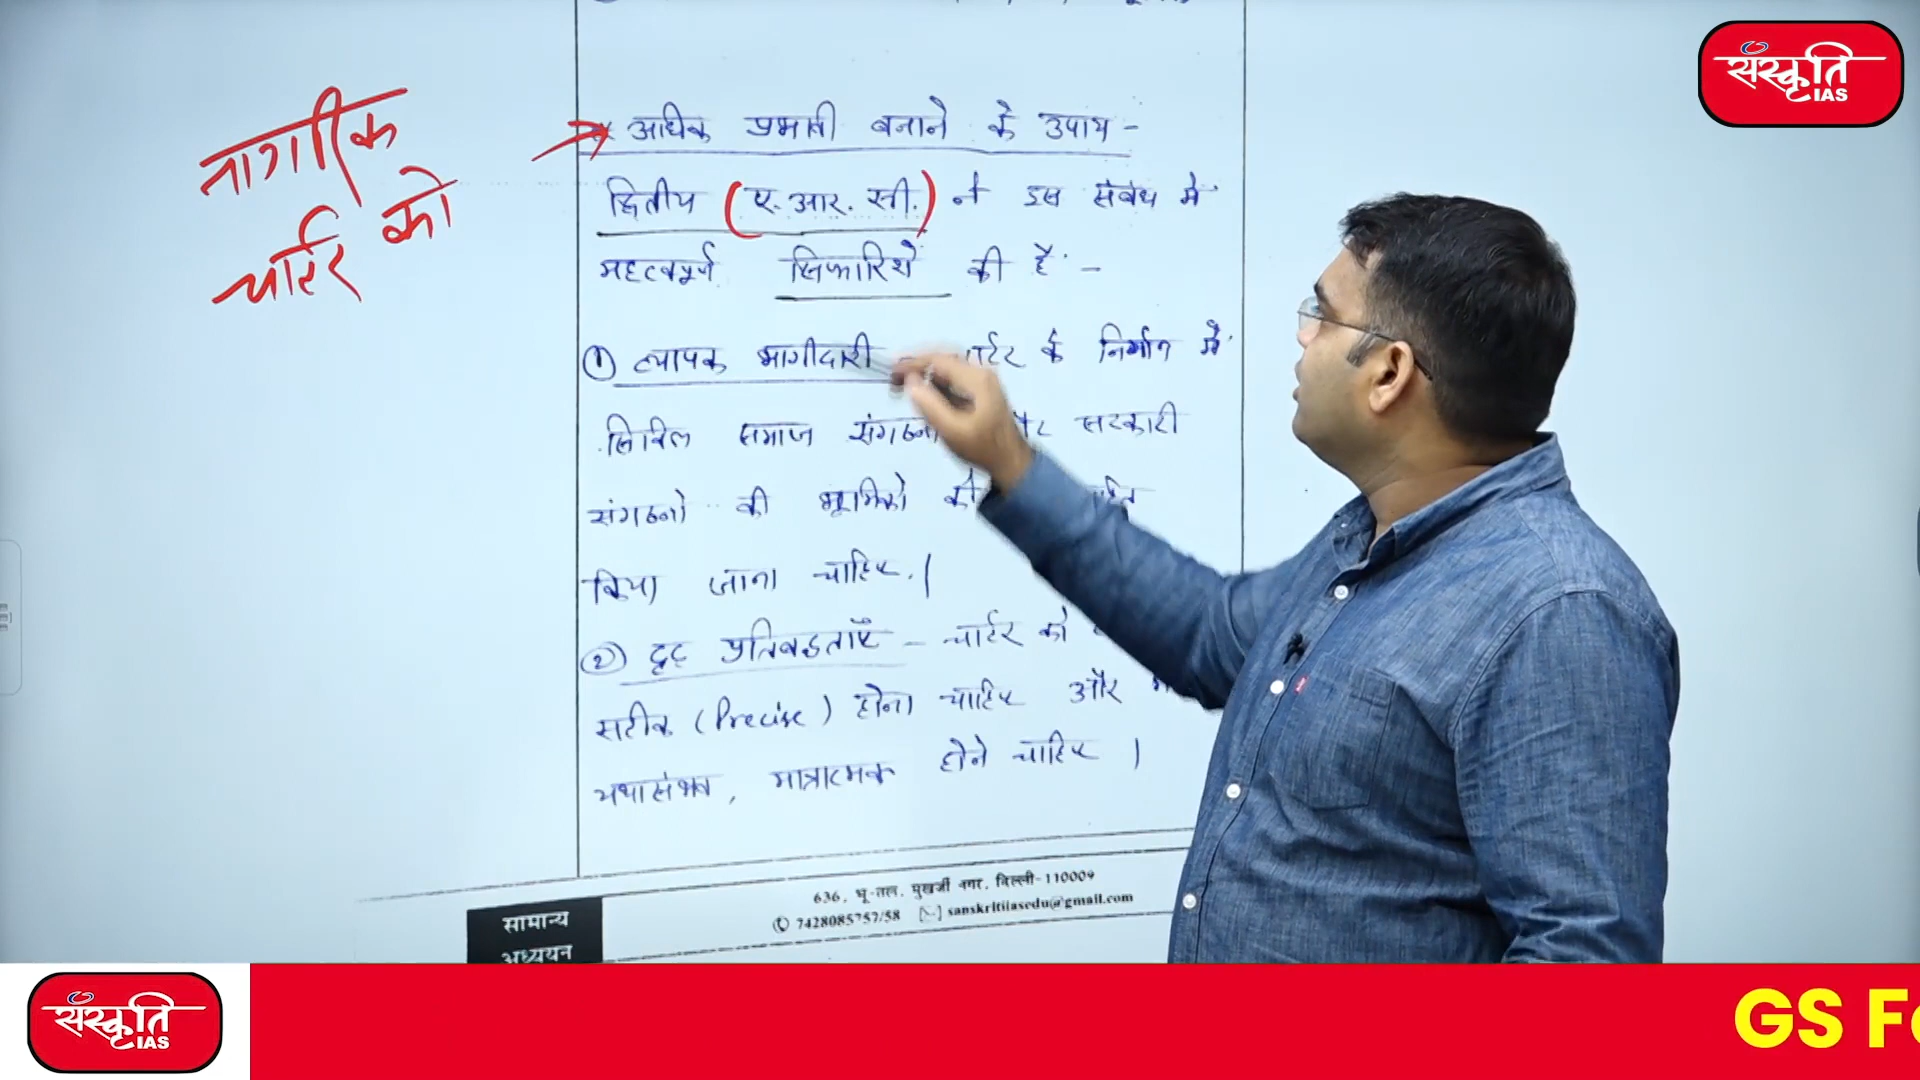 संस्कृति
IAS
नागरिक
चार्टर को
अधिक प्रभावी बनाने के उपाय -
द्वितीय (ए.आर.सी.) ने इस संबंध में
महत्वपूर्ण सिफारिशें की हैं -
① व्यापक भागीदारी - के निर्माण में
सिविल समाज सरकारी
संगठनों की
किया जाना चाहिए।
② दृढ़ प्रतिबद्धताएँ - चार्टर को
सटीक (Precise) होना चाहिए और
यथासंभव, मात्रात्मक होने चाहिए।
636, भू-तल, मुखर्जी नगर, दिल्ली-110009
7428085757/58 sanskritiiasedu@gmail.com
सामान्य
अध्ययन
संस्कृति
IAS
GS